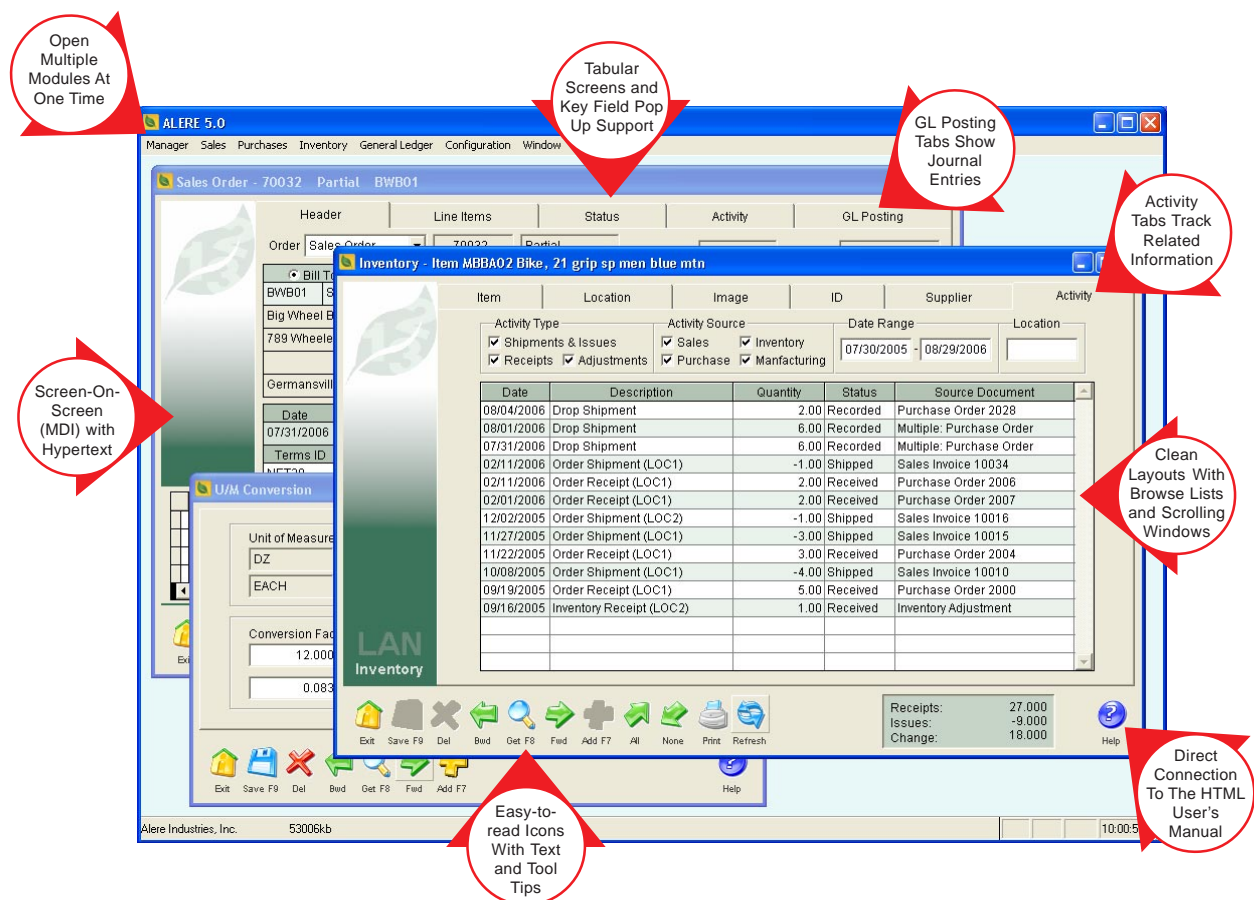 Open
Multiple
Modules At
One Time
Tabular
Screens and
Key Field Pop
Up Support
GL Posting
Tabs Show
Journal
Entries
Activity
Tabs Track
Related
Information
Screen-On-
Screen
(MDI) with
Hypertext
Clean
Layouts With
Browse Lists
and Scrolling
Windows
Easy-to-
read Icons
With Text
and Tool
Tips
Direct
Connection
To The HTML
User's
Manual
ALERE 5.0
Manager Sales Purchases Inventory General Ledger Configuration Window
Sales Order - 70032 Partial BWB01
Header Line Items Status Activity GL Posting
Order Sales Order 70032 Partial
Bill To
BWB01 S
Big Wheel B
789 Wheele
Germansvill
Date
07/31/2006
Terms ID
NET30
Exi
U/M Conversion
Unit of Measure
DZ
EACH
Conversion Fac
12.000
0.083
Exit Save F9 Del Bwd Get F8 Fwd Add F7 Help
Inventory - Item MBBA02 Bike, 21 grip sp men blue mtn
Item Location Image ID Supplier Activity
Activity Type Activity Source Date Range Location
Shipments & Issues Sales Inventory 07/30/2005 - 08/29/2006
Receipts Adjustments Purchase Manfacturing
Date Description Quantity Status Source Document
08/04/2006 Drop Shipment 2.00 Recorded Purchase Order 2028
08/01/2006 Drop Shipment 6.00 Recorded Multiple: Purchase Order
07/31/2006 Drop Shipment 6.00 Recorded Multiple: Purchase Order
02/11/2006 Order Shipment (LOC1) -1.00 Shipped Sales Invoice 10034
02/11/2006 Order Receipt (LOC1) 2.00 Received Purchase Order 2006
02/01/2006 Order Receipt (LOC1) 2.00 Received Purchase Order 2007
12/02/2005 Order Shipment (LOC2) -1.00 Shipped Sales Invoice 10016
11/27/2005 Order Shipment (LOC1) -3.00 Shipped Sales Invoice 10015
11/22/2005 Order Receipt (LOC1) 3.00 Received Purchase Order 2004
10/08/2005 Order Shipment (LOC1) -4.00 Shipped Sales Invoice 10010
09/19/2005 Order Receipt (LOC1) 5.00 Received Purchase Order 2000
09/16/2005 Inventory Receipt (LOC2) 1.00 Received Inventory Adjustment
LAN
Inventory
Exit Save F9 Del Bwd Get F8 Fwd Add F7 All None Print Refresh Help
Receipts: 27.000
Issues: -9.000
Change: 18.000
Alere Industries, Inc. 53006kb 10:00:5